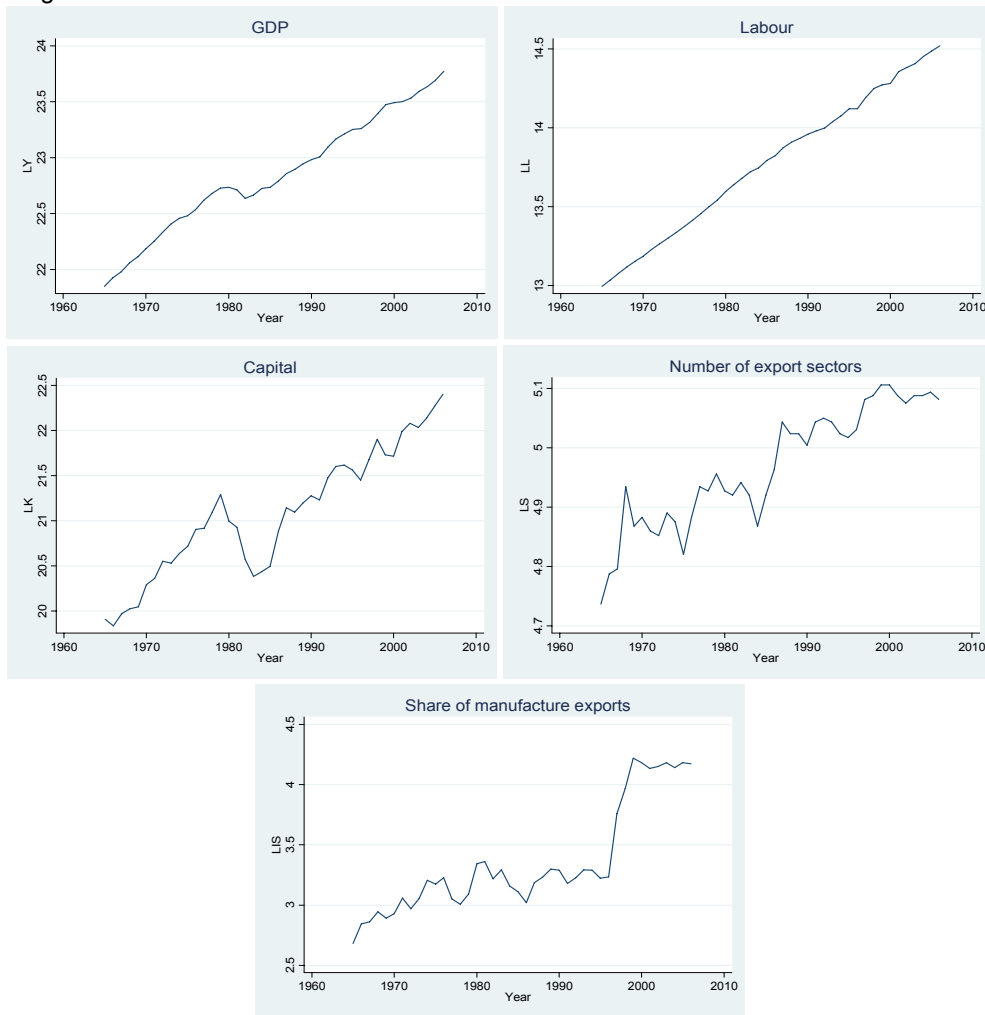 GDP
24
23.5
23
22.5
22
LY
1960 1970 1980 1990 2000 2010
Year
Labour
14.5
14
13.5
13
LL
1960 1970 1980 1990 2000 2010
Year
Capital
22.5
22
21.5
21
20.5
20
LK
1960 1970 1980 1990 2000 2010
Year
Number of export sectors
5.1
5
4.9
4.8
4.7
LS
1960 1970 1980 1990 2000 2010
Year
Share of manufacture exports
4.5
4
3.5
3
2.5
LIS
1960 1970 1980 1990 2000 2010
Year